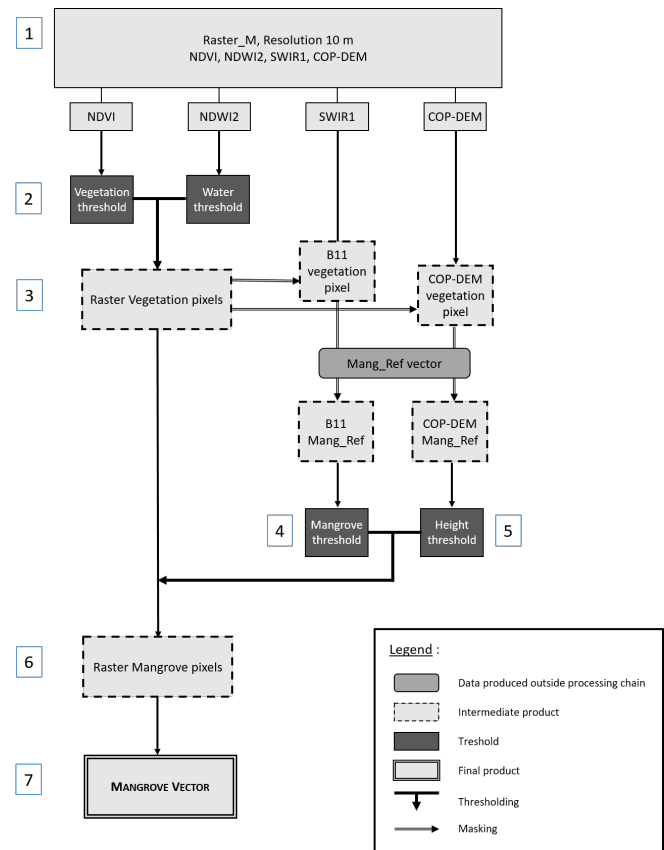 1
Raster_M, Resolution 10 m
NDVI, NDWI2, SWIR1, COP-DEM
NDVI
NDWI2
SWIR1
COP-DEM
2
Vegetation
threshold
Water
threshold
3
Raster Vegetation pixels
B11
vegetation
pixel
COP-DEM
vegetation
pixel
Mang_Ref vector
B11
Mang_Ref
COP-DEM
Mang_Ref
4
Mangrove
threshold
Height
threshold
5
6
Raster Mangrove pixels
7
MANGROVE VECTOR
Legend :
Data produced outside processing chain
Intermediate product
Treshold
Final product
Thresholding
Masking